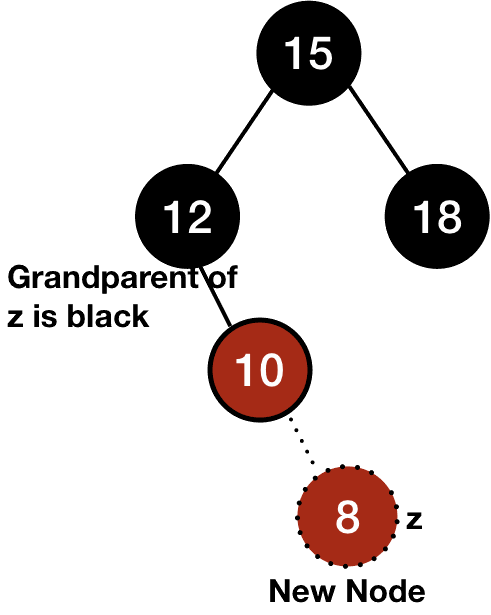 15
12
18
Grandparent of
z is black
10
8
z
New Node